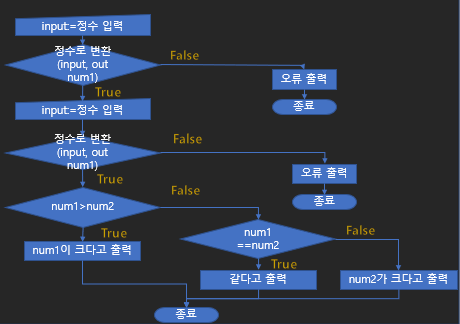 input:=정수 입력
정수로 변환
(input, out
num1)
False
오류 출력
True
종료
input:=정수 입력
정수로 변환
(input, out
num1)
False
오류 출력
True
종료
num1>num2
False
True
num1
==num2
False
num1이 크다고 출력
True
같다고 출력
num2가 크다고 출력
종료